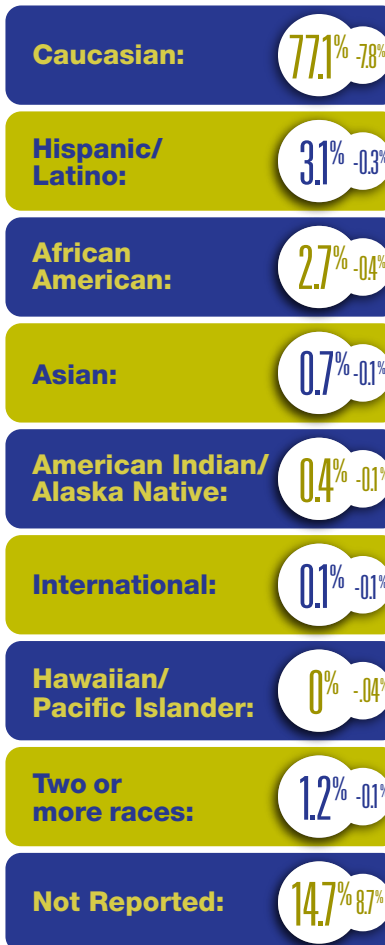 Caucasian: 77.1% -7.8%
Hispanic/
Latino: 3.1% -0.3%
African
American: 2.7% -0.4%
Asian: 0.7% -0.1%
American Indian/
Alaska Native: 0.4% -0.1%
International: 0.1% -0.1%
Hawaiian/
Pacific Islander: 0% -.04%
Two or
more races: 1.2% -0.1%
Not Reported: 14.7% 8.7%